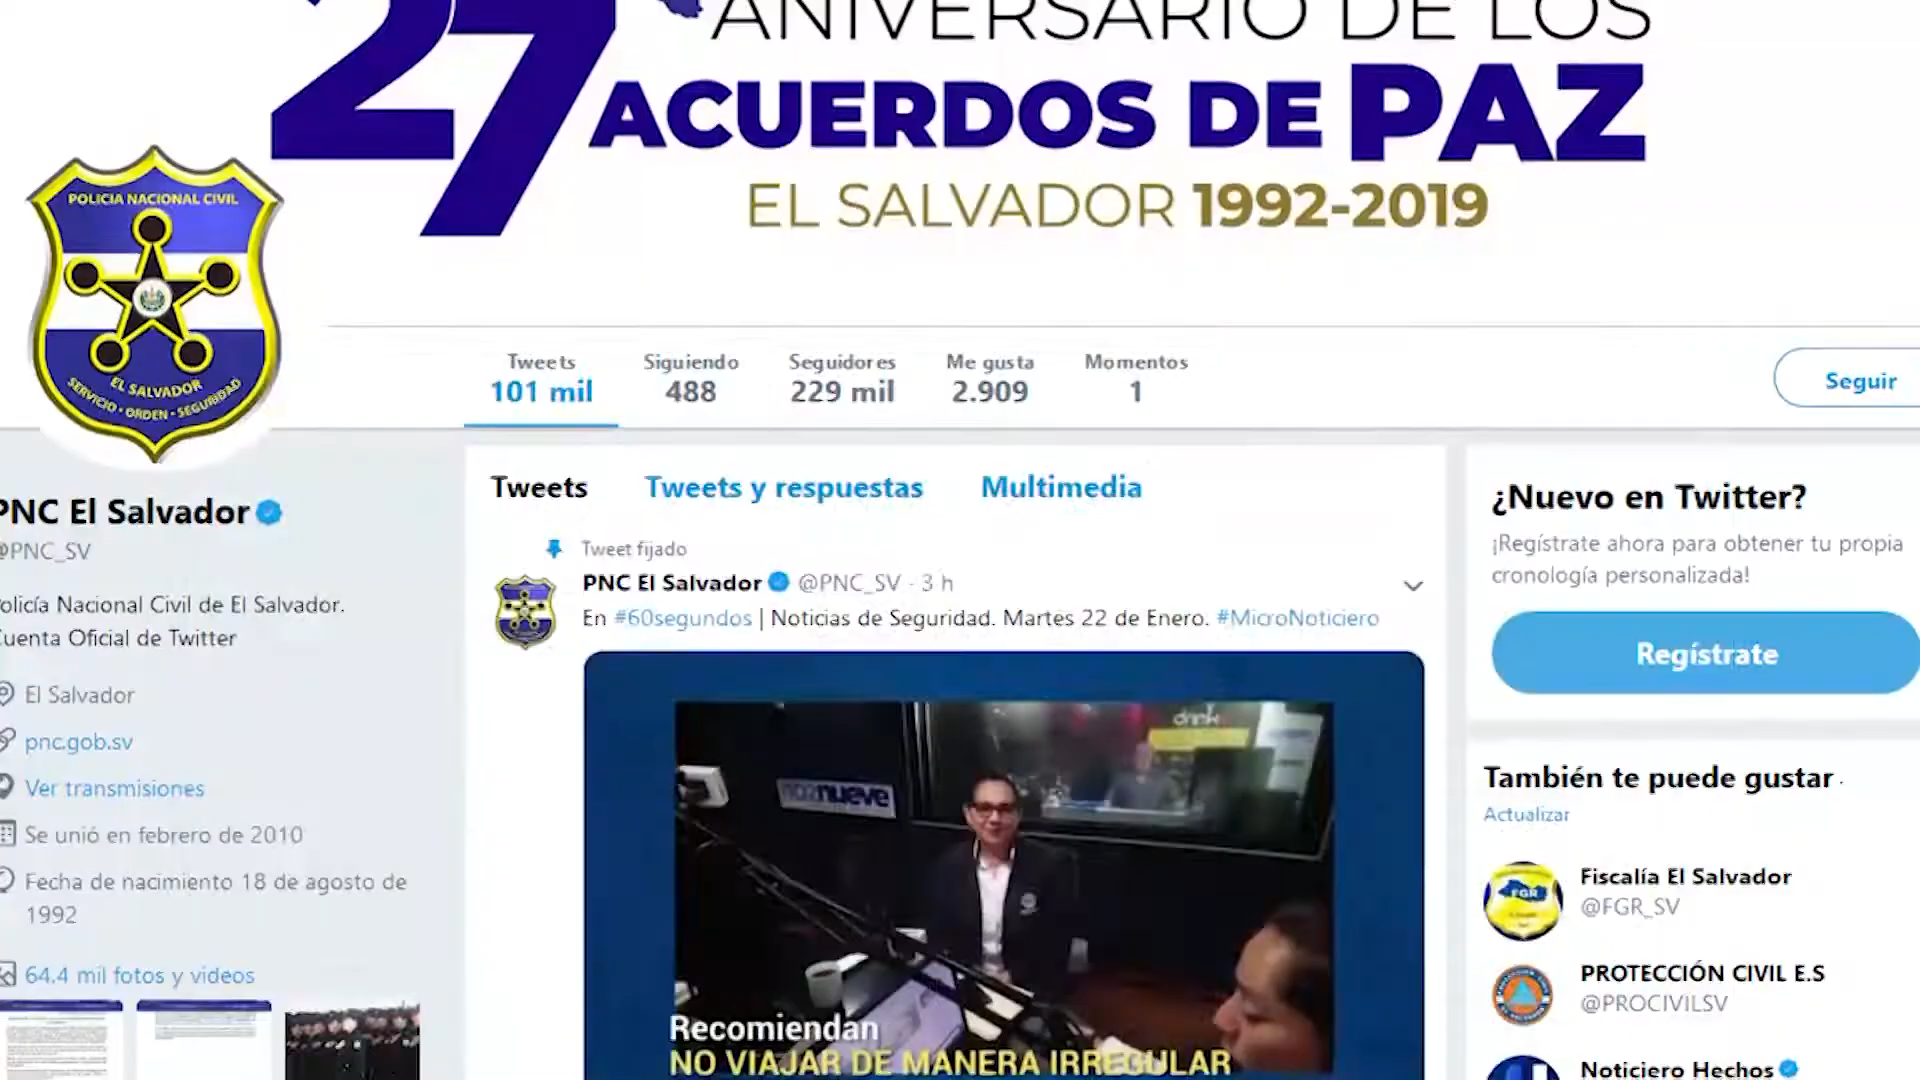 27
ANIVERSARIO DE LOS
ACUERDOS DE PAZ
EL SALVADOR 1992-2019
POLICIA NACIONAL CIVIL
EL SALVADOR
SERVICIO • ORDEN • SEGURIDAD
Tweets
101 mil
Siguiendo
488
Seguidores
229 mil
Me gusta
2.909
Momentos
1
Seguir
PNC El Salvador
@PNC_SV
olicía Nacional Civil de El Salvador.
uenta Oficial de Twitter
El Salvador
pnc.gob.sv
Ver transmisiones
Se unió en febrero de 2010
Fecha de nacimiento 18 de agosto de
1992
64.4 mil fotos y videos
Tweets
Tweets y respuestas
Multimedia
Tweet fijado
PNC El Salvador @PNC_SV · 3 h
En #60segundos | Noticias de Seguridad. Martes 22 de Enero. #MicroNoticiero
drink
nueve
Recomiendan
NO VIAJAR DE MANERA IRREGULAR
¿Nuevo en Twitter?
¡Regístrate ahora para obtener tu propia
cronología personalizada!
Regístrate
También te puede gustar ·
Actualizar
FGR
Fiscalía El Salvador
@FGR_SV
PROTECCIÓN CIVIL E.S
@PROCIVILSV
Noticiero Hechos